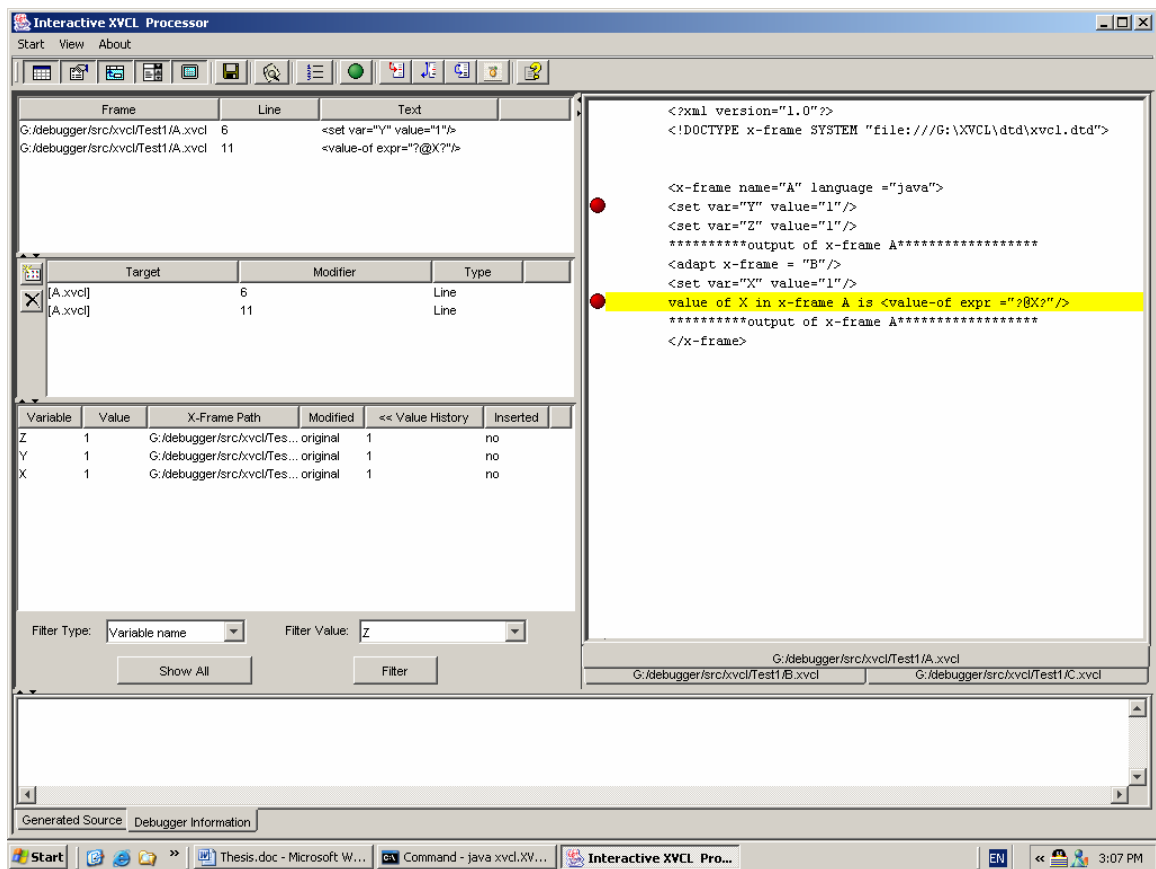 Interactive XVCL Processor
Start View About
Frame Line Text
G:/debugger/src/xvcl/Test1/A.xvcl 6 <set var="Y" value="1"/>
G:/debugger/src/xvcl/Test1/A.xvcl 11 <value-of expr="?@X?"/>
Target Modifier Type
[A.xvcl] 6 Line
[A.xvcl] 11 Line
Variable Value X-Frame Path Modified << Value History Inserted
Z 1 G:/debugger/src/xvcl/Tes... original 1 no
Y 1 G:/debugger/src/xvcl/Tes... original 1 no
X 1 G:/debugger/src/xvcl/Tes... original 1 no
Filter Type: Variable name Filter Value: Z
Show All Filter
<?xml version="1.0"?>
<!DOCTYPE x-frame SYSTEM "file:///G:\XVCL\dtd\xvcl.dtd">
<x-frame name="A" language ="java">
<set var="Y" value="1"/>
<set var="Z" value="1"/>
**********output of x-frame A******************
<adapt x-frame = "B"/>
<set var="X" value="1"/>
value of X in x-frame A is <value-of expr ="?@X?"/>
**********output of x-frame A******************
</x-frame>
G:/debugger/src/xvcl/Test1/A.xvcl
G:/debugger/src/xvcl/Test1/B.xvcl G:/debugger/src/xvcl/Test1/C.xvcl
Generated Source Debugger Information
Start » Thesis.doc - Microsoft W... Command - java xvcl.XV... Interactive XVCL Pro... EN « 3:07 PM